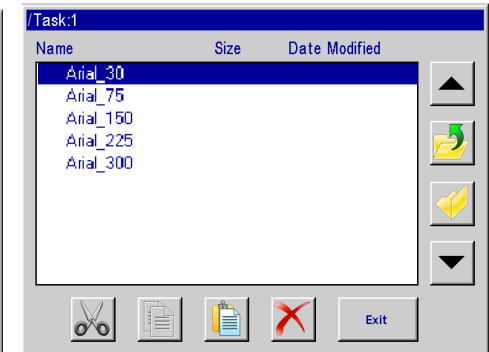 /Task:1
Name Size Date Modified
Arial_30
Arial_75
Arial_150
Arial_225
Arial_300
Exit